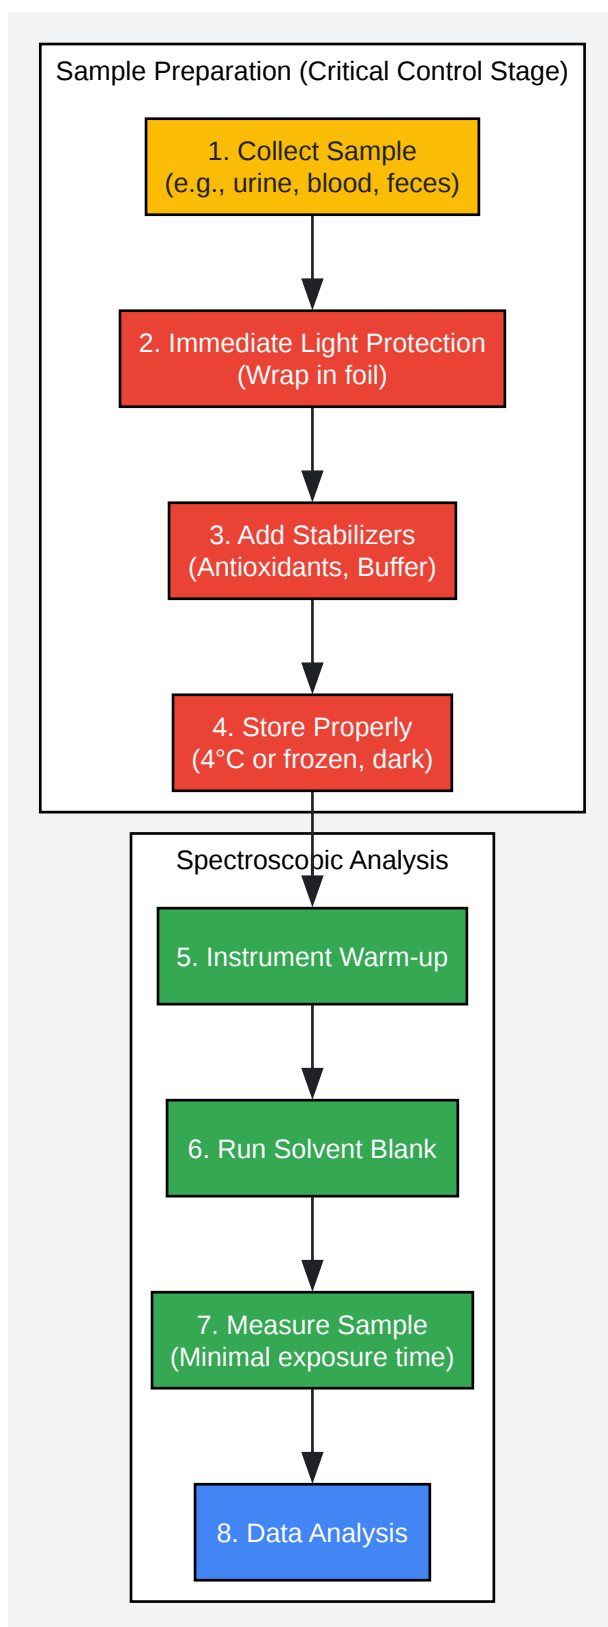 Sample Preparation (Critical Control Stage)
1. Collect Sample
(e.g., urine, blood, feces)
2. Immediate Light Protection
(Wrap in foil)
3. Add Stabilizers
(Antioxidants, Buffer)
4. Store Properly
(4°C or frozen, dark)
Spectroscopic Analysis
5. Instrument Warm-up
6. Run Solvent Blank
7. Measure Sample
(Minimal exposure time)
8. Data Analysis